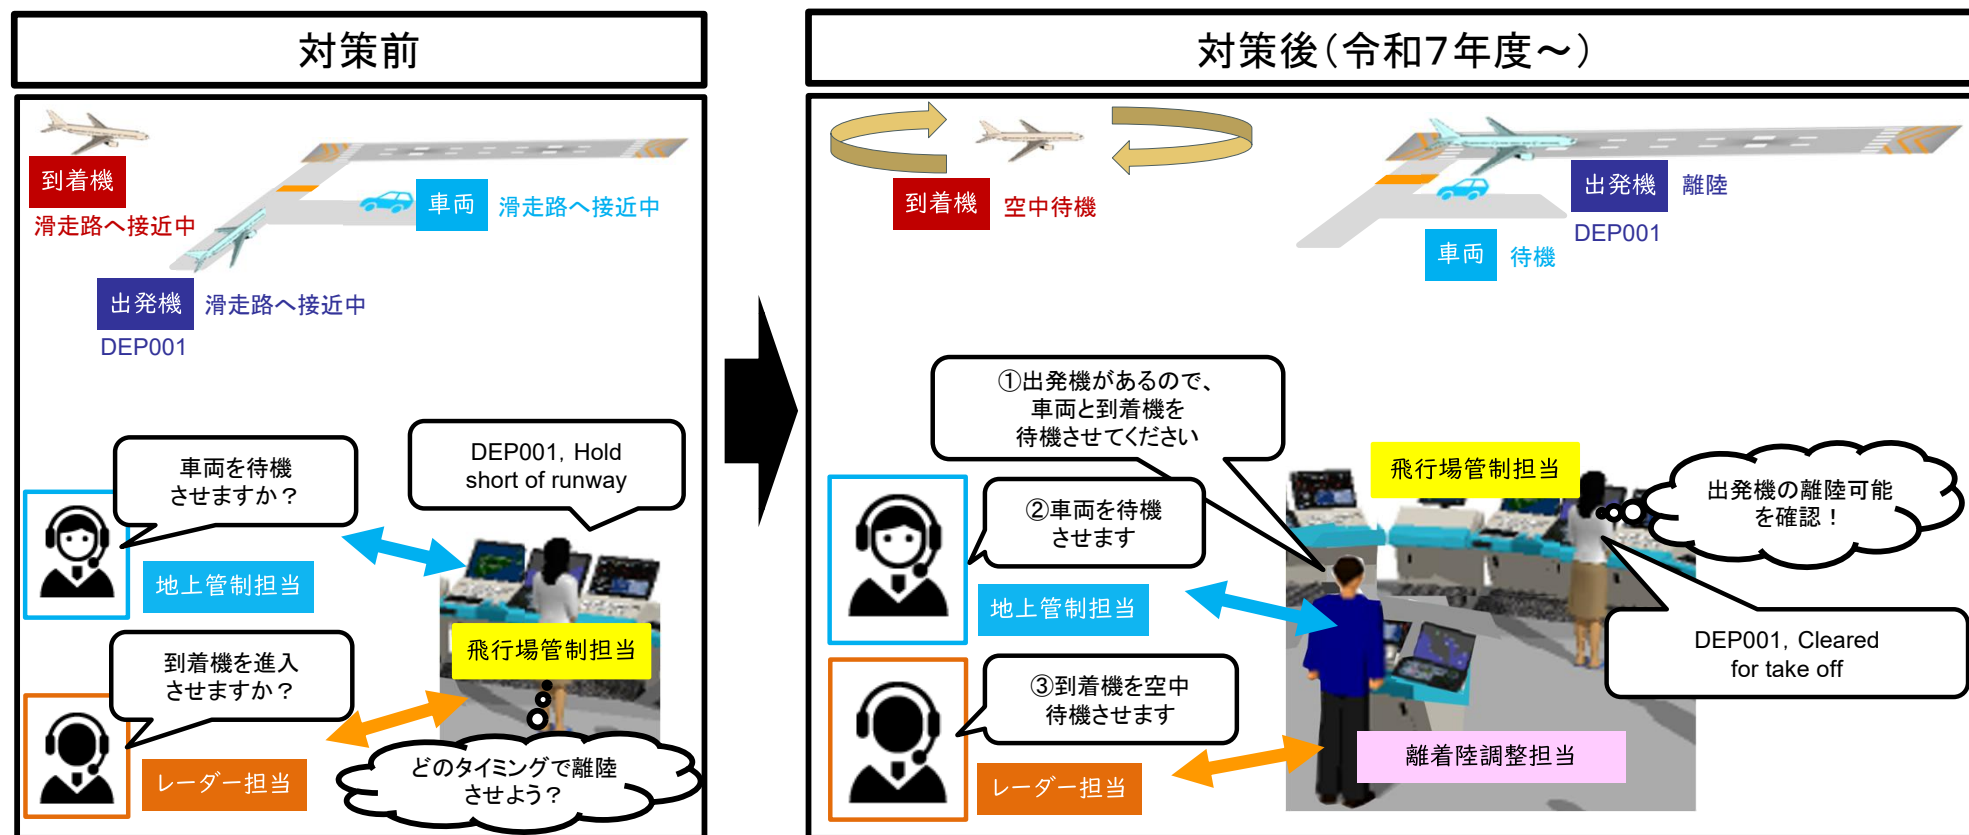 対策前
到着機
滑走路へ接近中
車両
滑走路へ接近中
出発機
滑走路へ接近中
DEP001
車両を待機
させますか？
DEP001, Hold
short of runway
地上管制担当
到着機を進入
させますか？
飛行場管制担当
レーダー担当
どのタイミングで離陸
させよう？
対策後（令和７年度～）
到着機
空中待機
出発機
離陸
DEP001
車両
待機
①出発機があるので、
車両と到着機を
待機させてください
飛行場管制担当
出発機の離陸可能
を確認！
②車両を待機
させます
地上管制担当
DEP001, Cleared
for take off
③到着機を空中
待機させます
離着陸調整担当
レーダー担当